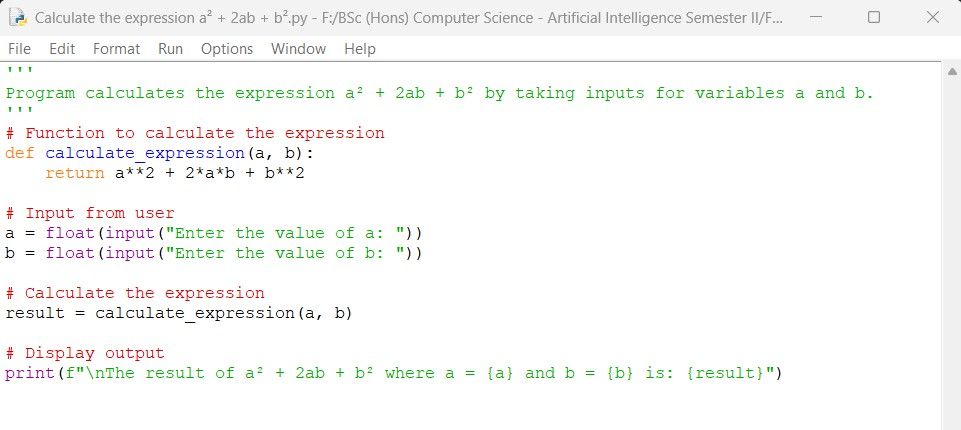 Calculate the expression a² + 2ab + b².py - F:/BSc (Hons) Computer Science - Artificial Intelligence Semester II/F...
File Edit Format Run Options Window Help
'''
Program calculates the expression a² + 2ab + b² by taking inputs for variables a and b.
'''
# Function to calculate the expression
def calculate_expression(a, b):
    return a**2 + 2*a*b + b**2

# Input from user
a = float(input("Enter the value of a: "))
b = float(input("Enter the value of b: "))

# Calculate the expression
result = calculate_expression(a, b)

# Display output
print(f"\nThe result of a² + 2ab + b² where a = {a} and b = {b} is: {result}")